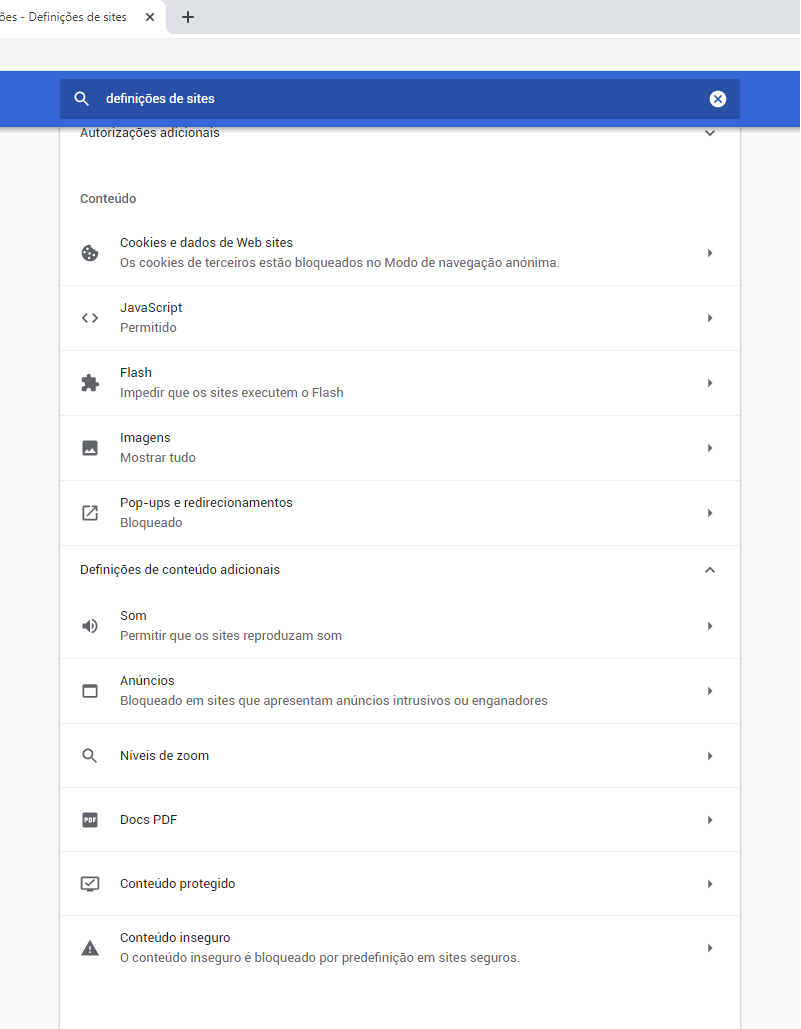 ões - Definições de sites
definições de sites
Autorizações adicionais
Conteúdo
Cookies e dados de Web sites
Os cookies de terceiros estão bloqueados no Modo de navegação anónima.
JavaScript
Permitido
Flash
Impedir que os sites executem o Flash
Imagens
Mostrar tudo
Pop-ups e redirecionamentos
Bloqueado
Definições de conteúdo adicionais
Som
Permitir que os sites reproduzam som
Anúncios
Bloqueado em sites que apresentam anúncios intrusivos ou enganadores
Níveis de zoom
PDF
Docs PDF
Conteúdo protegido
Conteúdo inseguro
O conteúdo inseguro é bloqueado por predefinição em sites seguros.